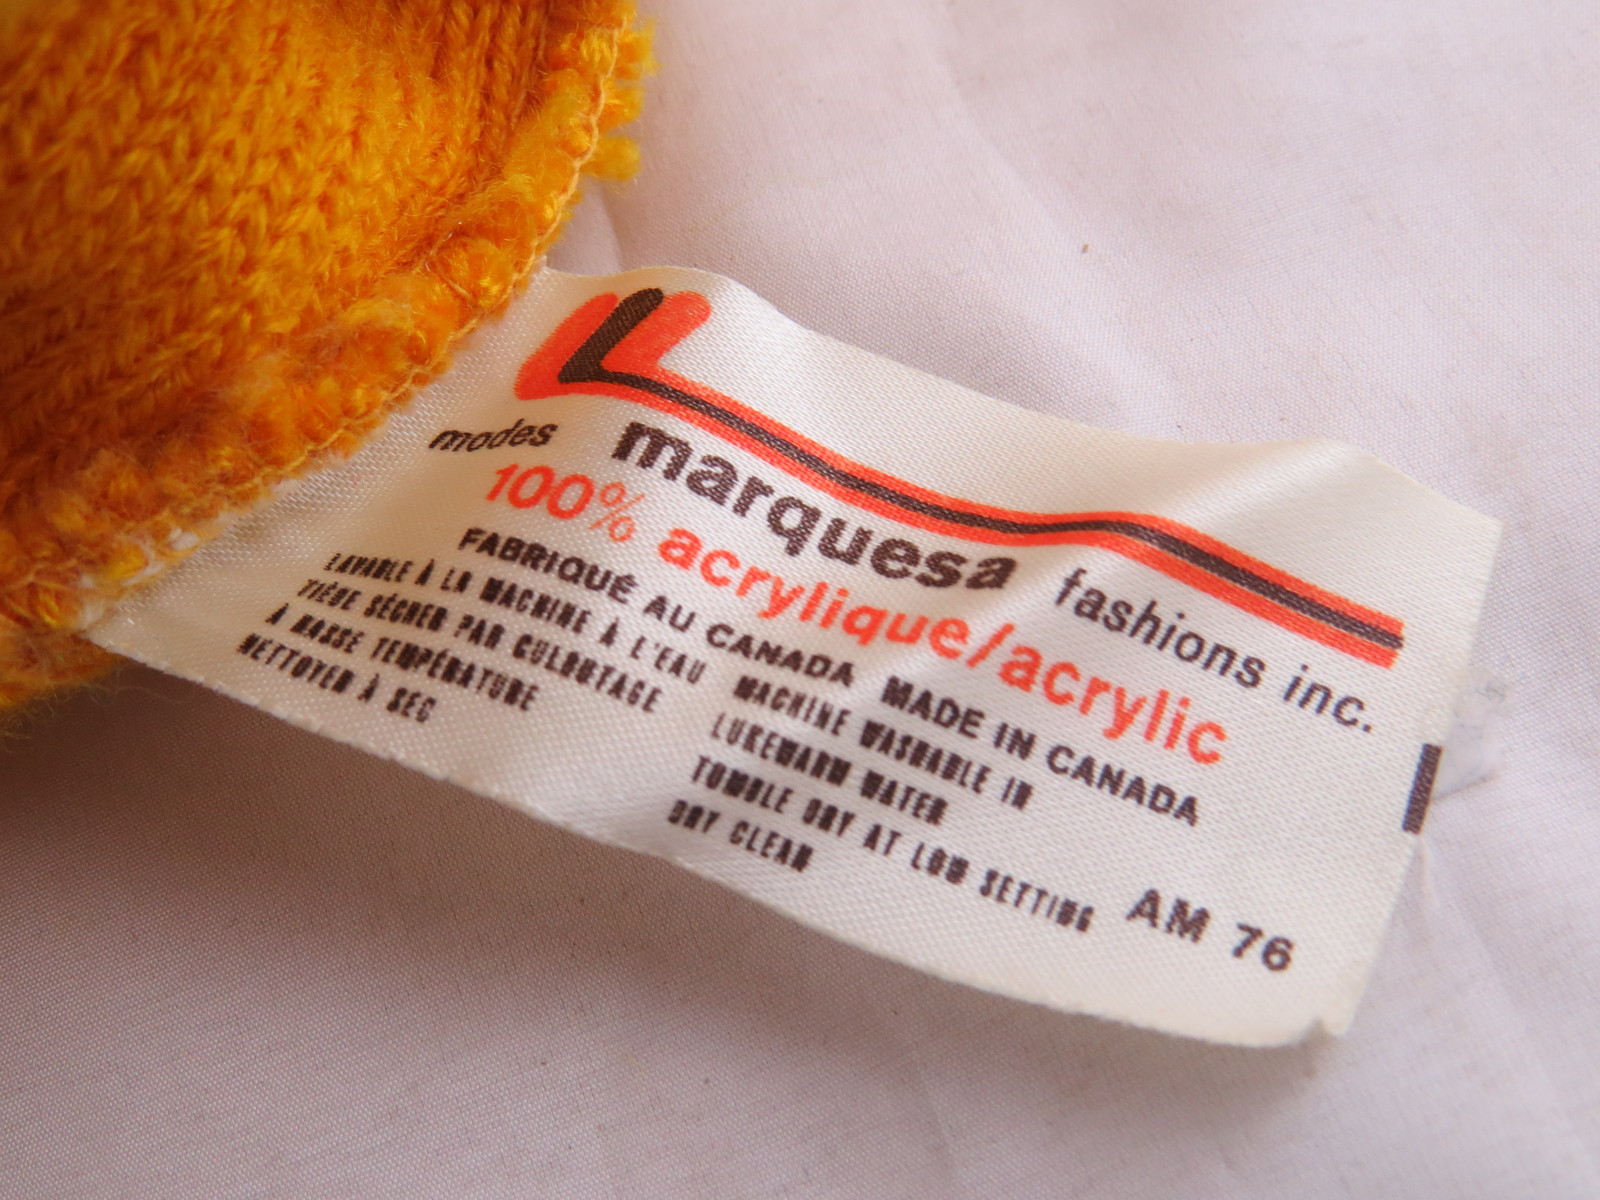 modes marquesa fashions inc.
100% acrylique/acrylic
FABRIQUÉ AU CANADA MADE IN CANADA
LAVABLE À LA MACHINE À L'EAU
TIÈDE SÉCHER PAR CULBUTAGE
À BASSE TEMPÉRATURE
NETTOYER À SEC
MACHINE WASHABLE IN
LUKEWARM WATER
TUMBLE DRY AT LOW SETTING
DRY CLEAN
AM 76